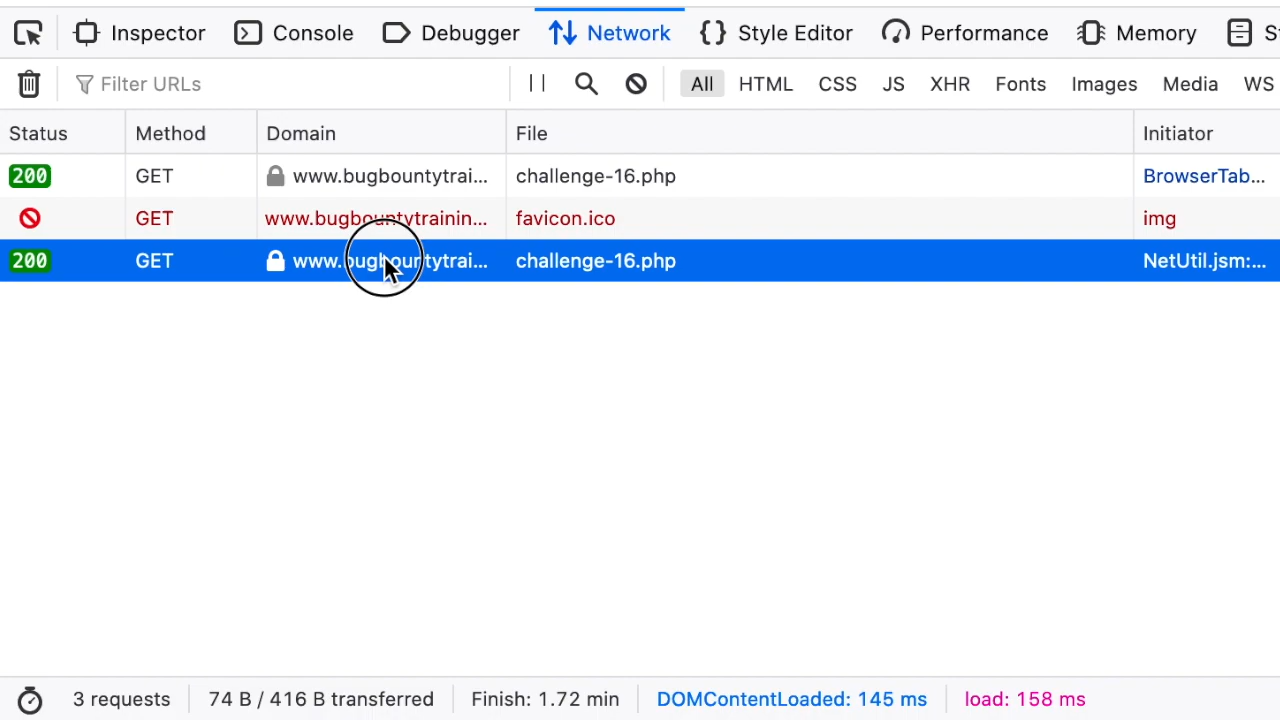 Inspector Console Debugger Network Style Editor Performance Memory St
Filter URLs All HTML CSS JS XHR Fonts Images Media WS
Status Method Domain File Initiator
200 GET www.bugbountytrai... challenge-16.php BrowserTab...
GET www.bugbountytrainin... favicon.ico img
200 GET www.bugbountytrai... challenge-16.php NetUtil.jsm:...
3 requests 74 B / 416 B transferred Finish: 1.72 min DOMContentLoaded: 145 ms load: 158 ms